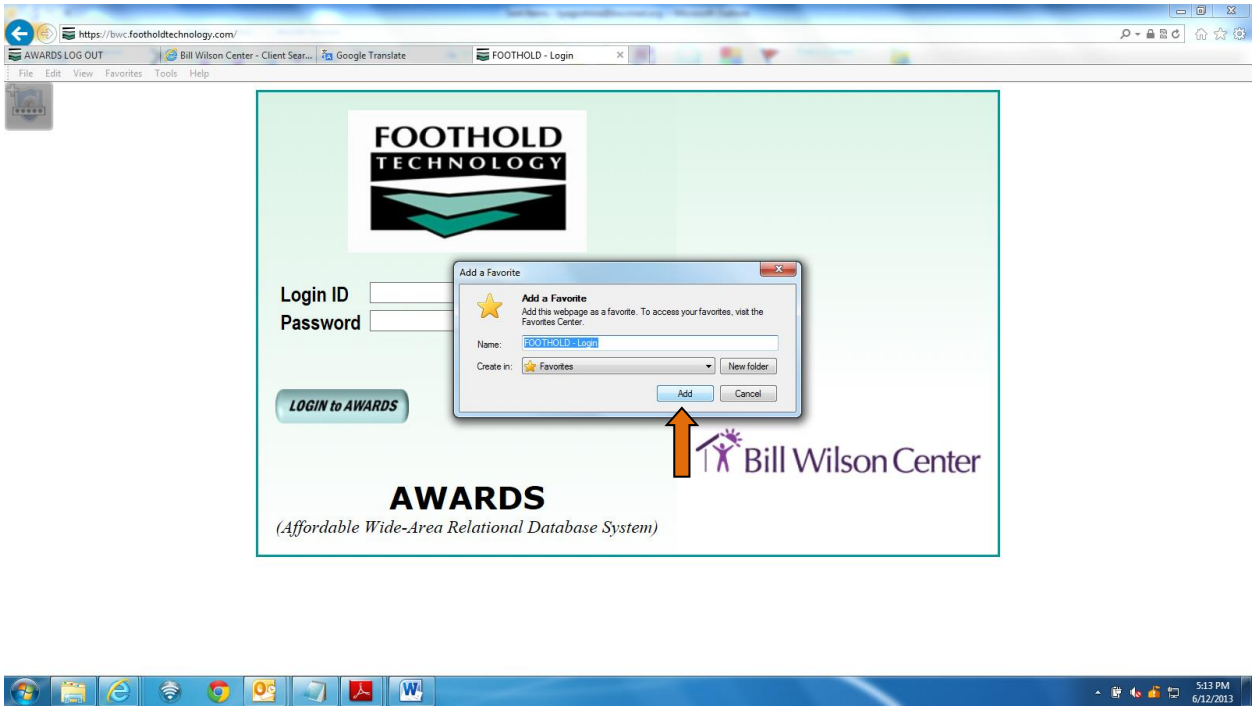 https://bwc.footholdtechnology.com/
AWARDS LOG OUT
Bill Wilson Center - Client Sear...
Google Translate
FOOTHOLD - Login
File Edit View Favorites Tools Help
FOOTHOLD
TECHNOLOGY
Login ID
Password
LOGIN to AWARDS
Add a Favorite
Add a Favorite
Add this webpage as a favorite. To access your favorites, visit the
Favorites Center.
Name: FOOTHOLD - Login
Create in: Favorites New folder
Add Cancel
Bill Wilson Center
AWARDS
(Affordable Wide-Area Relational Database System)
5:13 PM
6/12/2013